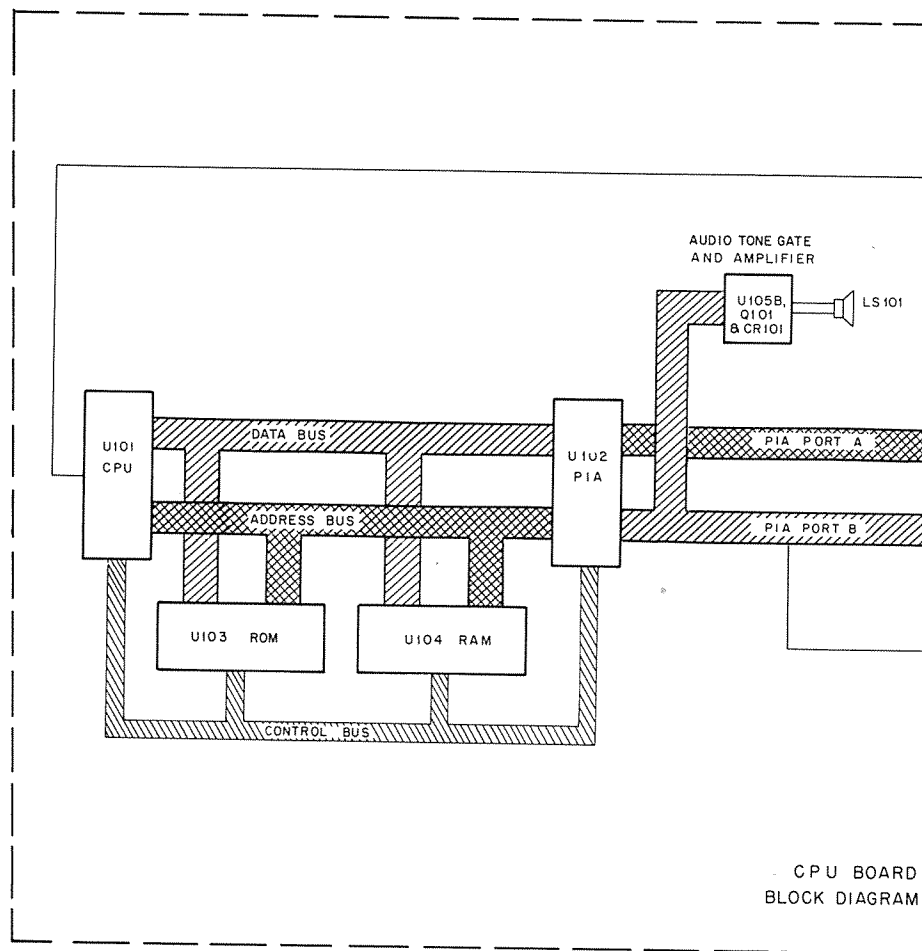 AUDIO TONE GATE
AND AMPLIFIER
U105B,
Q101
& CR101
LS101
U101
CPU
DATA BUS
U102
PIA
PIA PORT A
ADDRESS BUS
PIA PORT B
U103 ROM
U104 RAM
CONTROL BUS
CPU BOARD
BLOCK DIAGRAM